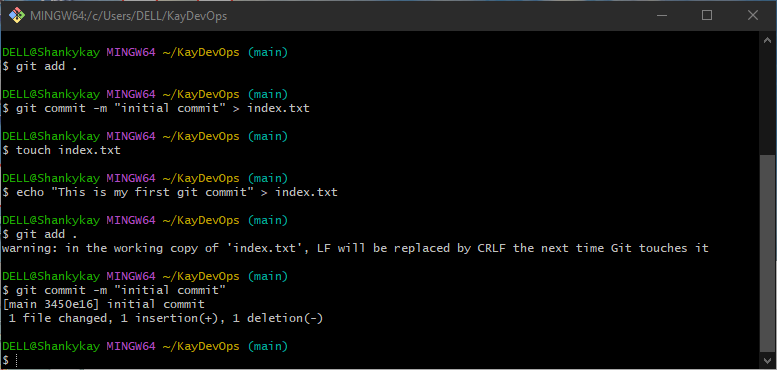 MINGW64:/c/Users/DELL/KayDevOps
DELL@Shankykay MINGW64 ~/KayDevOps (main)
$ git add .
DELL@Shankykay MINGW64 ~/KayDevOps (main)
$ git commit -m "initial commit" > index.txt
DELL@Shankykay MINGW64 ~/KayDevOps (main)
$ touch index.txt
DELL@Shankykay MINGW64 ~/KayDevOps (main)
$ echo "This is my first git commit" > index.txt
DELL@Shankykay MINGW64 ~/KayDevOps (main)
$ git add .
warning: in the working copy of 'index.txt', LF will be replaced by CRLF the next time Git touches it
DELL@Shankykay MINGW64 ~/KayDevOps (main)
$ git commit -m "initial commit"
[main 3450e16] initial commit
 1 file changed, 1 insertion(+), 1 deletion(-)
DELL@Shankykay MINGW64 ~/KayDevOps (main)
$